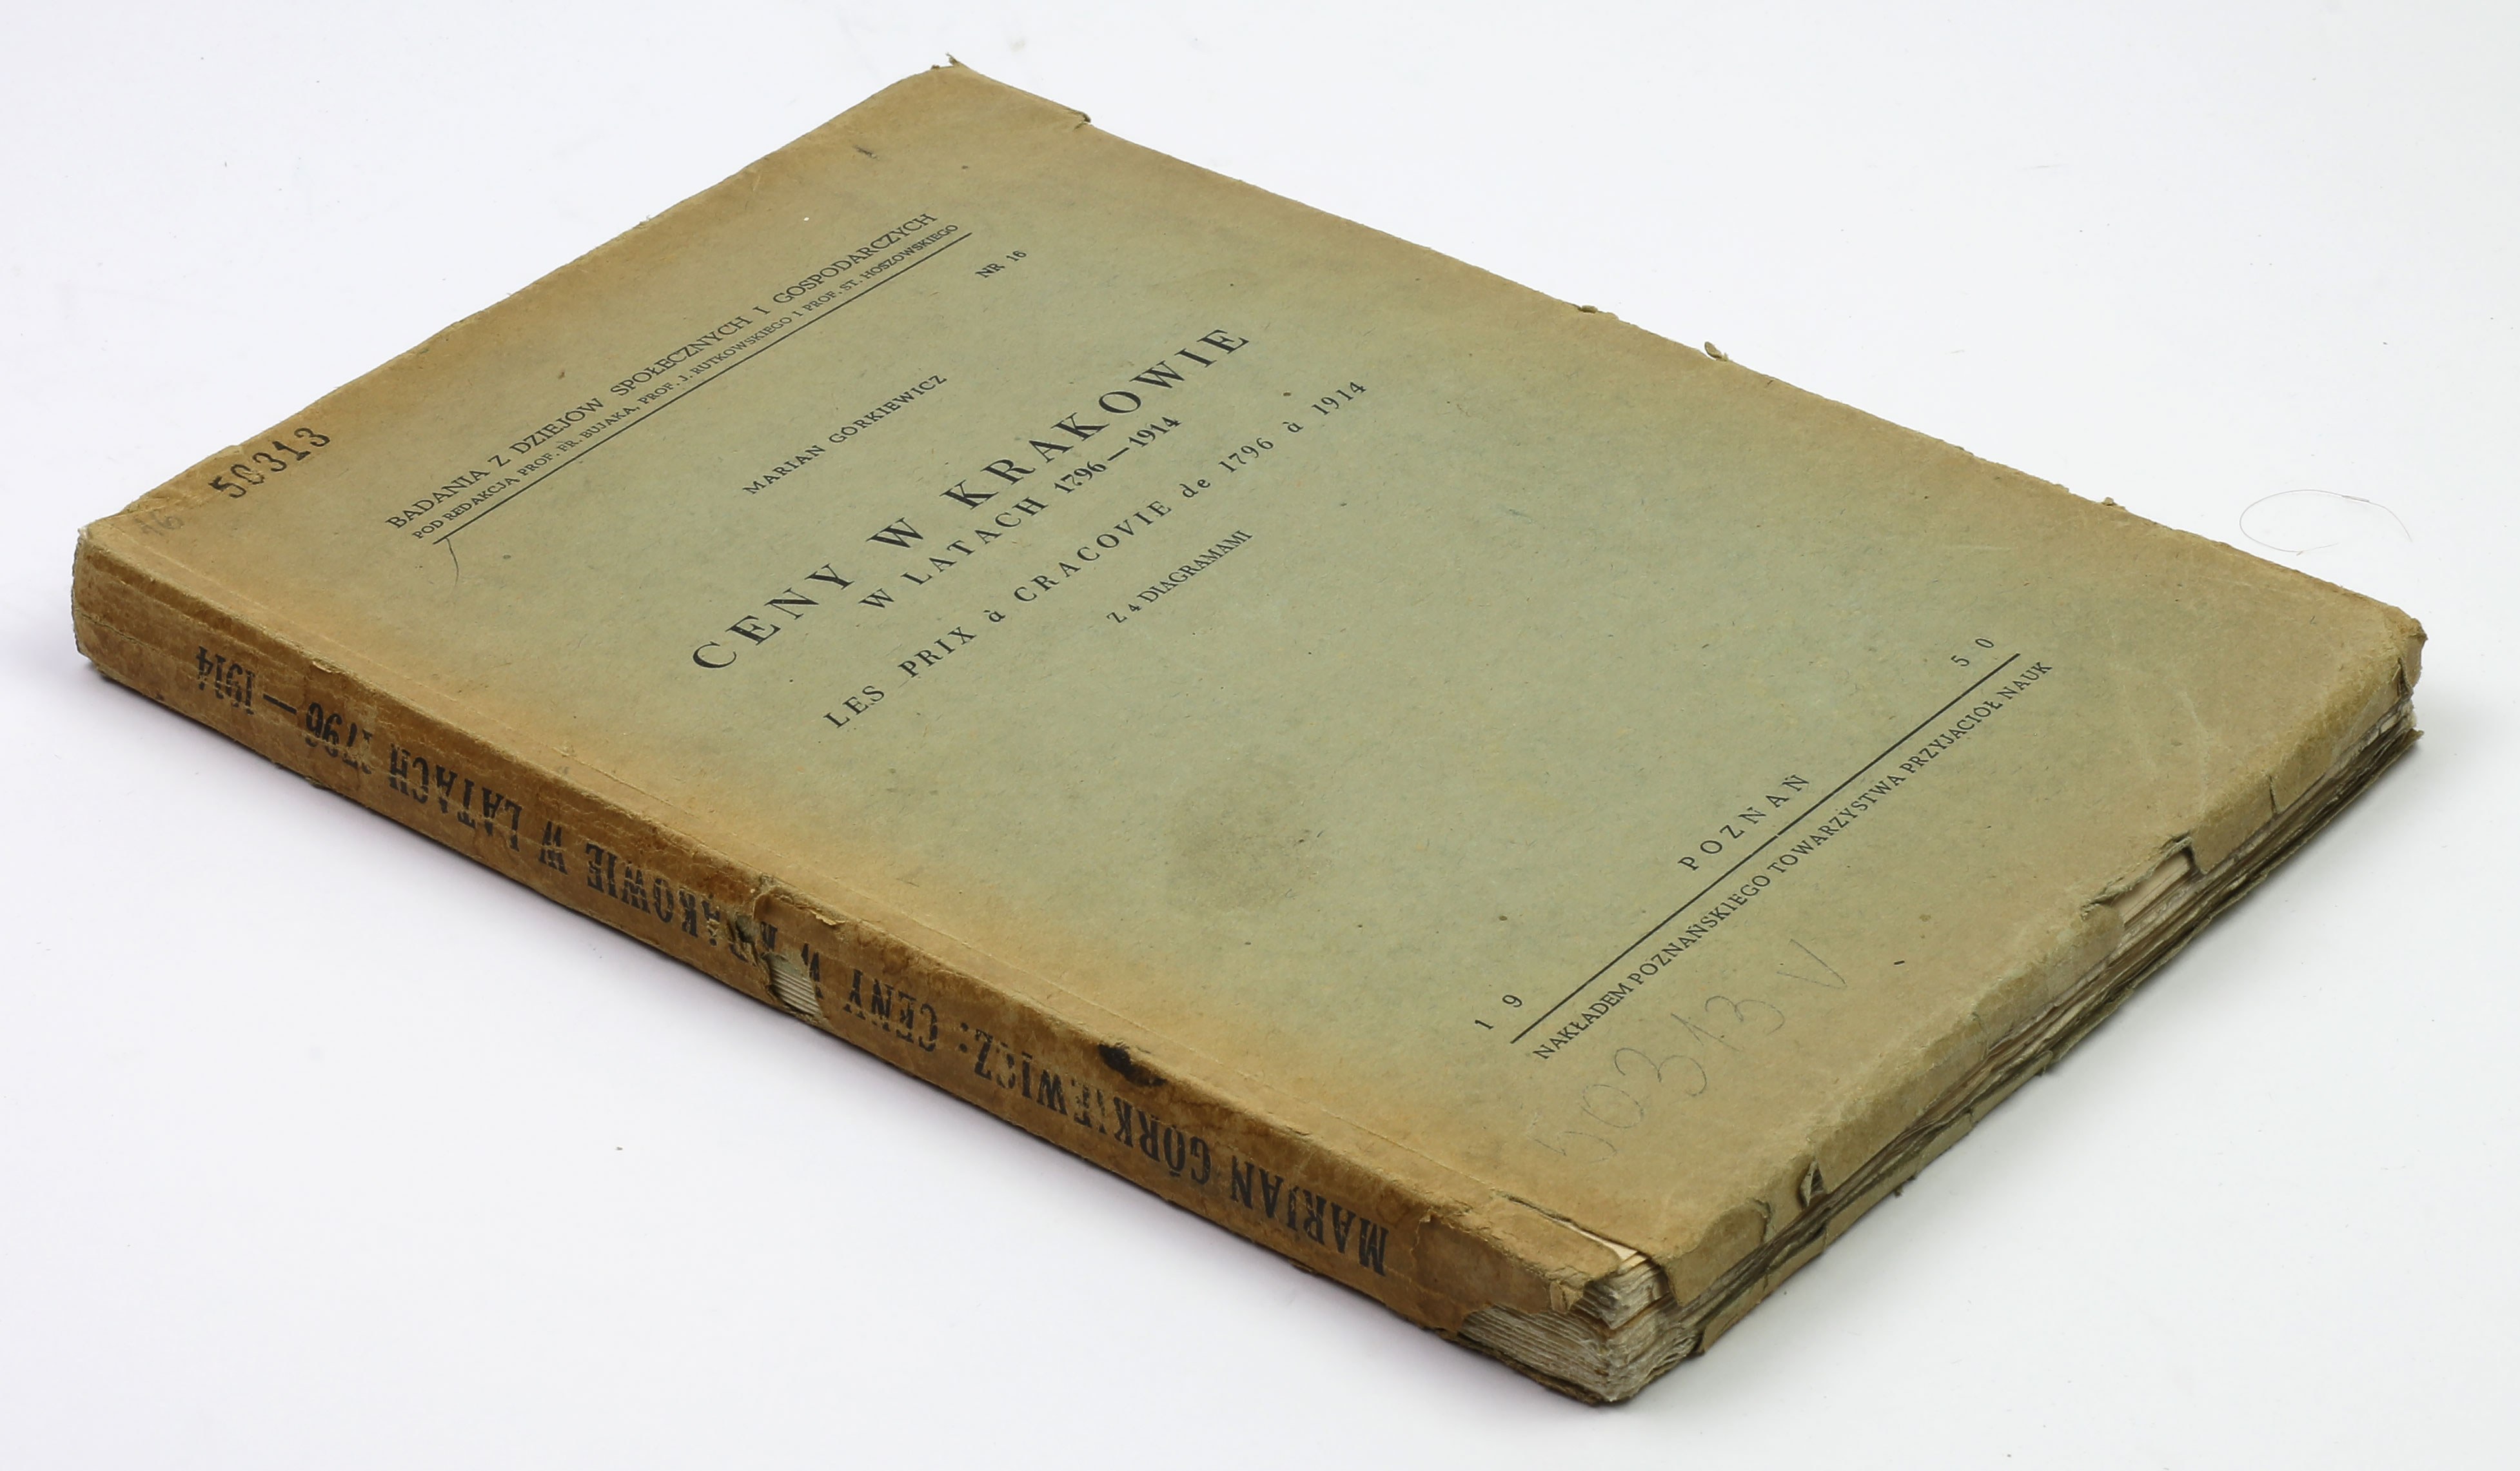 50313
16
BADANIA Z DZIEJÓW SPOŁECZNYCH I GOSPODARCZYCH
POD REDAKCJĄ PROF. FR. BUJAKA, PROF. J. RUTKOWSKIEGO I PROF. ST. HOSZOWSKIEGO
NR 16
MARIAN GÓRKIEWICZ
CENY W KRAKOWIE
W LATACH 1796—1914
LES PRIX à CRACOVIE de 1796 à 1914
Z 4 DIAGRAMAMI
POZNAŃ
19 50
NAKŁADEM POZNAŃSKIEGO TOWARZYSTWA PRZYJACIÓŁ NAUK
50313 V
MARJAN GÓRKIEWICZ: CENY W KRAKOWIE W LATACH 1796 — 1914